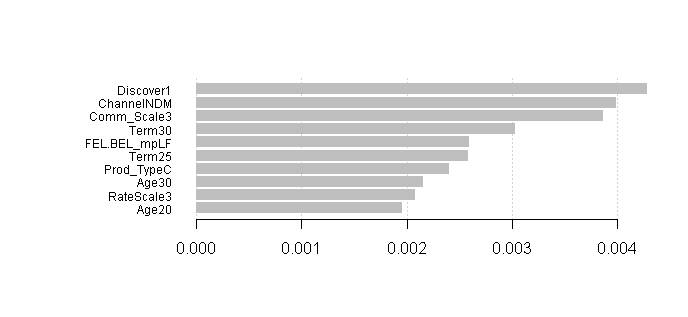 Discover1
ChannelNDM
Comm_Scale3
Term30
FEL.BEL_mpLF
Term25
Prod_TypeC
Age30
RateScale3
Age20
0.000 0.001 0.002 0.003 0.004